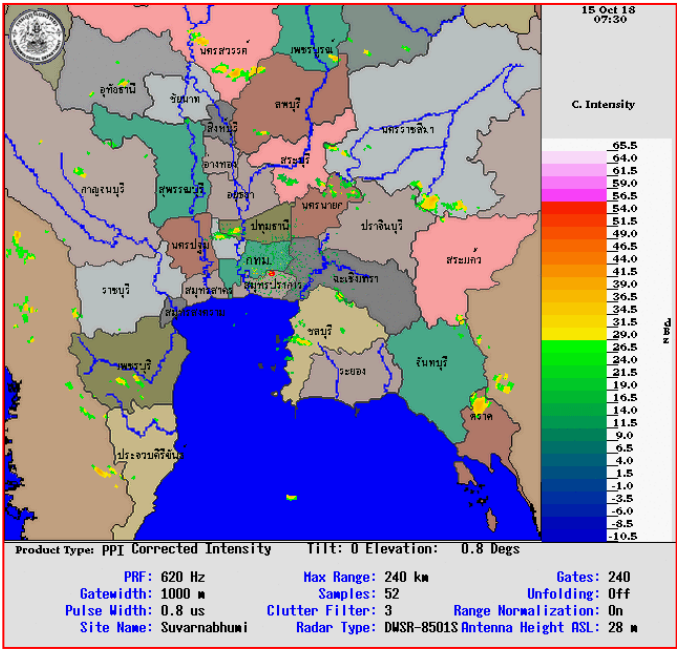 15 Oct 18
07:30
C. Intensity
65.5
64.0
61.5
59.0
56.5
54.0
51.5
49.0
46.5
44.0
41.5
39.0
36.5
34.5
31.5
29.0
26.5
24.0
21.5
19.0
16.5
14.0
11.5
9.0
6.5
4.0
1.5
-1.0
-3.5
-6.0
-8.5
-10.5
นครสวรรค์
เพชรบูรณ์
อุทัยธานี
ชัยนาท
ลพบุรี
นครราชสีมา
สิงห์บุรี
อ่างทอง
สระบุรี
กาญจนบุรี
สุพรรณบุรี
อยุธยา
นครนายก
ปทุมธานี
ปราจีนบุรี
นครปฐม
กทม.
สระแก้ว
ราชบุรี
สมุทรสาคร
สมุทรปราการ
ฉะเชิงเทรา
สมุทรสงคราม
ชลบุรี
เพชรบุรี
ระยอง
จันทบุรี
ตราด
ประจวบคีรีขันธ์
Product Type: PPI Corrected Intensity Tilt: 0 Elevation: 0.8 Degs
PRF: 620 Hz Max Range: 240 km Gates: 240
Gatewidth: 1000 m Samples: 52 Unfolding: Off
Pulse Width: 0.8 us Clutter Filter: 3 Range Normalization: On
Site Name: Suvarnabhumi Radar Type: DWSR-8501S Antenna Height ASL: 28 m